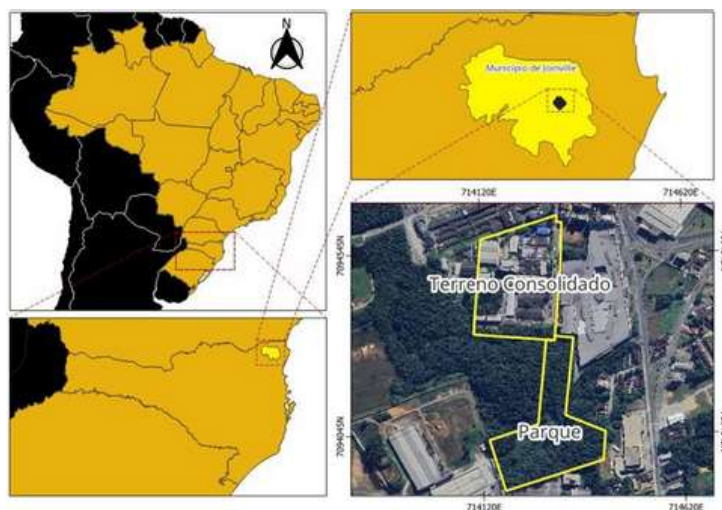 N
Município de Joinville
714120E
714620E
7094545N
Terreno Consolidado
Parque
7094045N
714120E
714620E